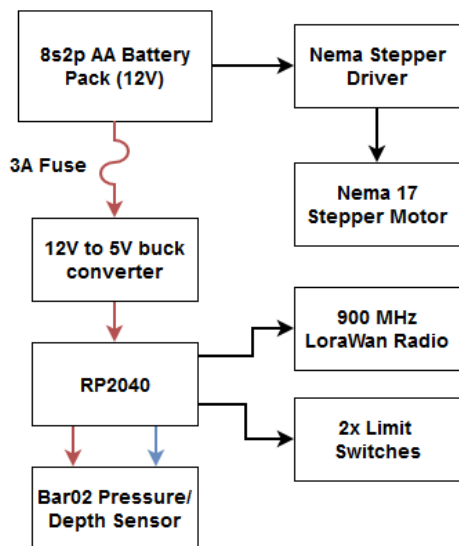 8s2p AA Battery
Pack (12V)
Nema Stepper
Driver
3A Fuse
Nema 17
Stepper Motor
12V to 5V buck
converter
900 MHz
LoraWan Radio
RP2040
2x Limit
Switches
Bar02 Pressure/
Depth Sensor